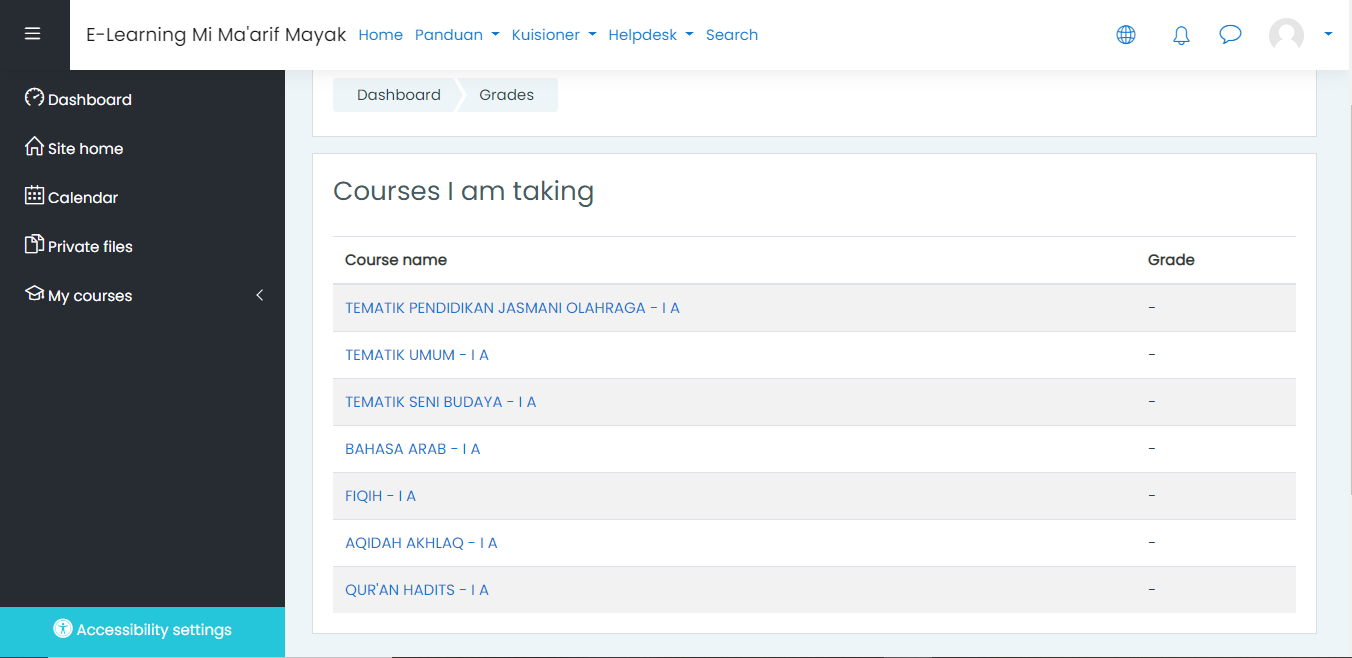 E-Learning Mi Ma'arif Mayak Home Panduan Kuisioner Helpdesk Search
Dashboard
Site home
Calendar
Private files
My courses
Accessibility settings
Dashboard Grades
Courses I am taking
Course name Grade
TEMATIK PENDIDIKAN JASMANI OLAHRAGA - I A -
TEMATIK UMUM - I A -
TEMATIK SENI BUDAYA - I A -
BAHASA ARAB - I A -
FIQIH - I A -
AQIDAH AKHLAQ - I A -
QUR'AN HADITS - I A -